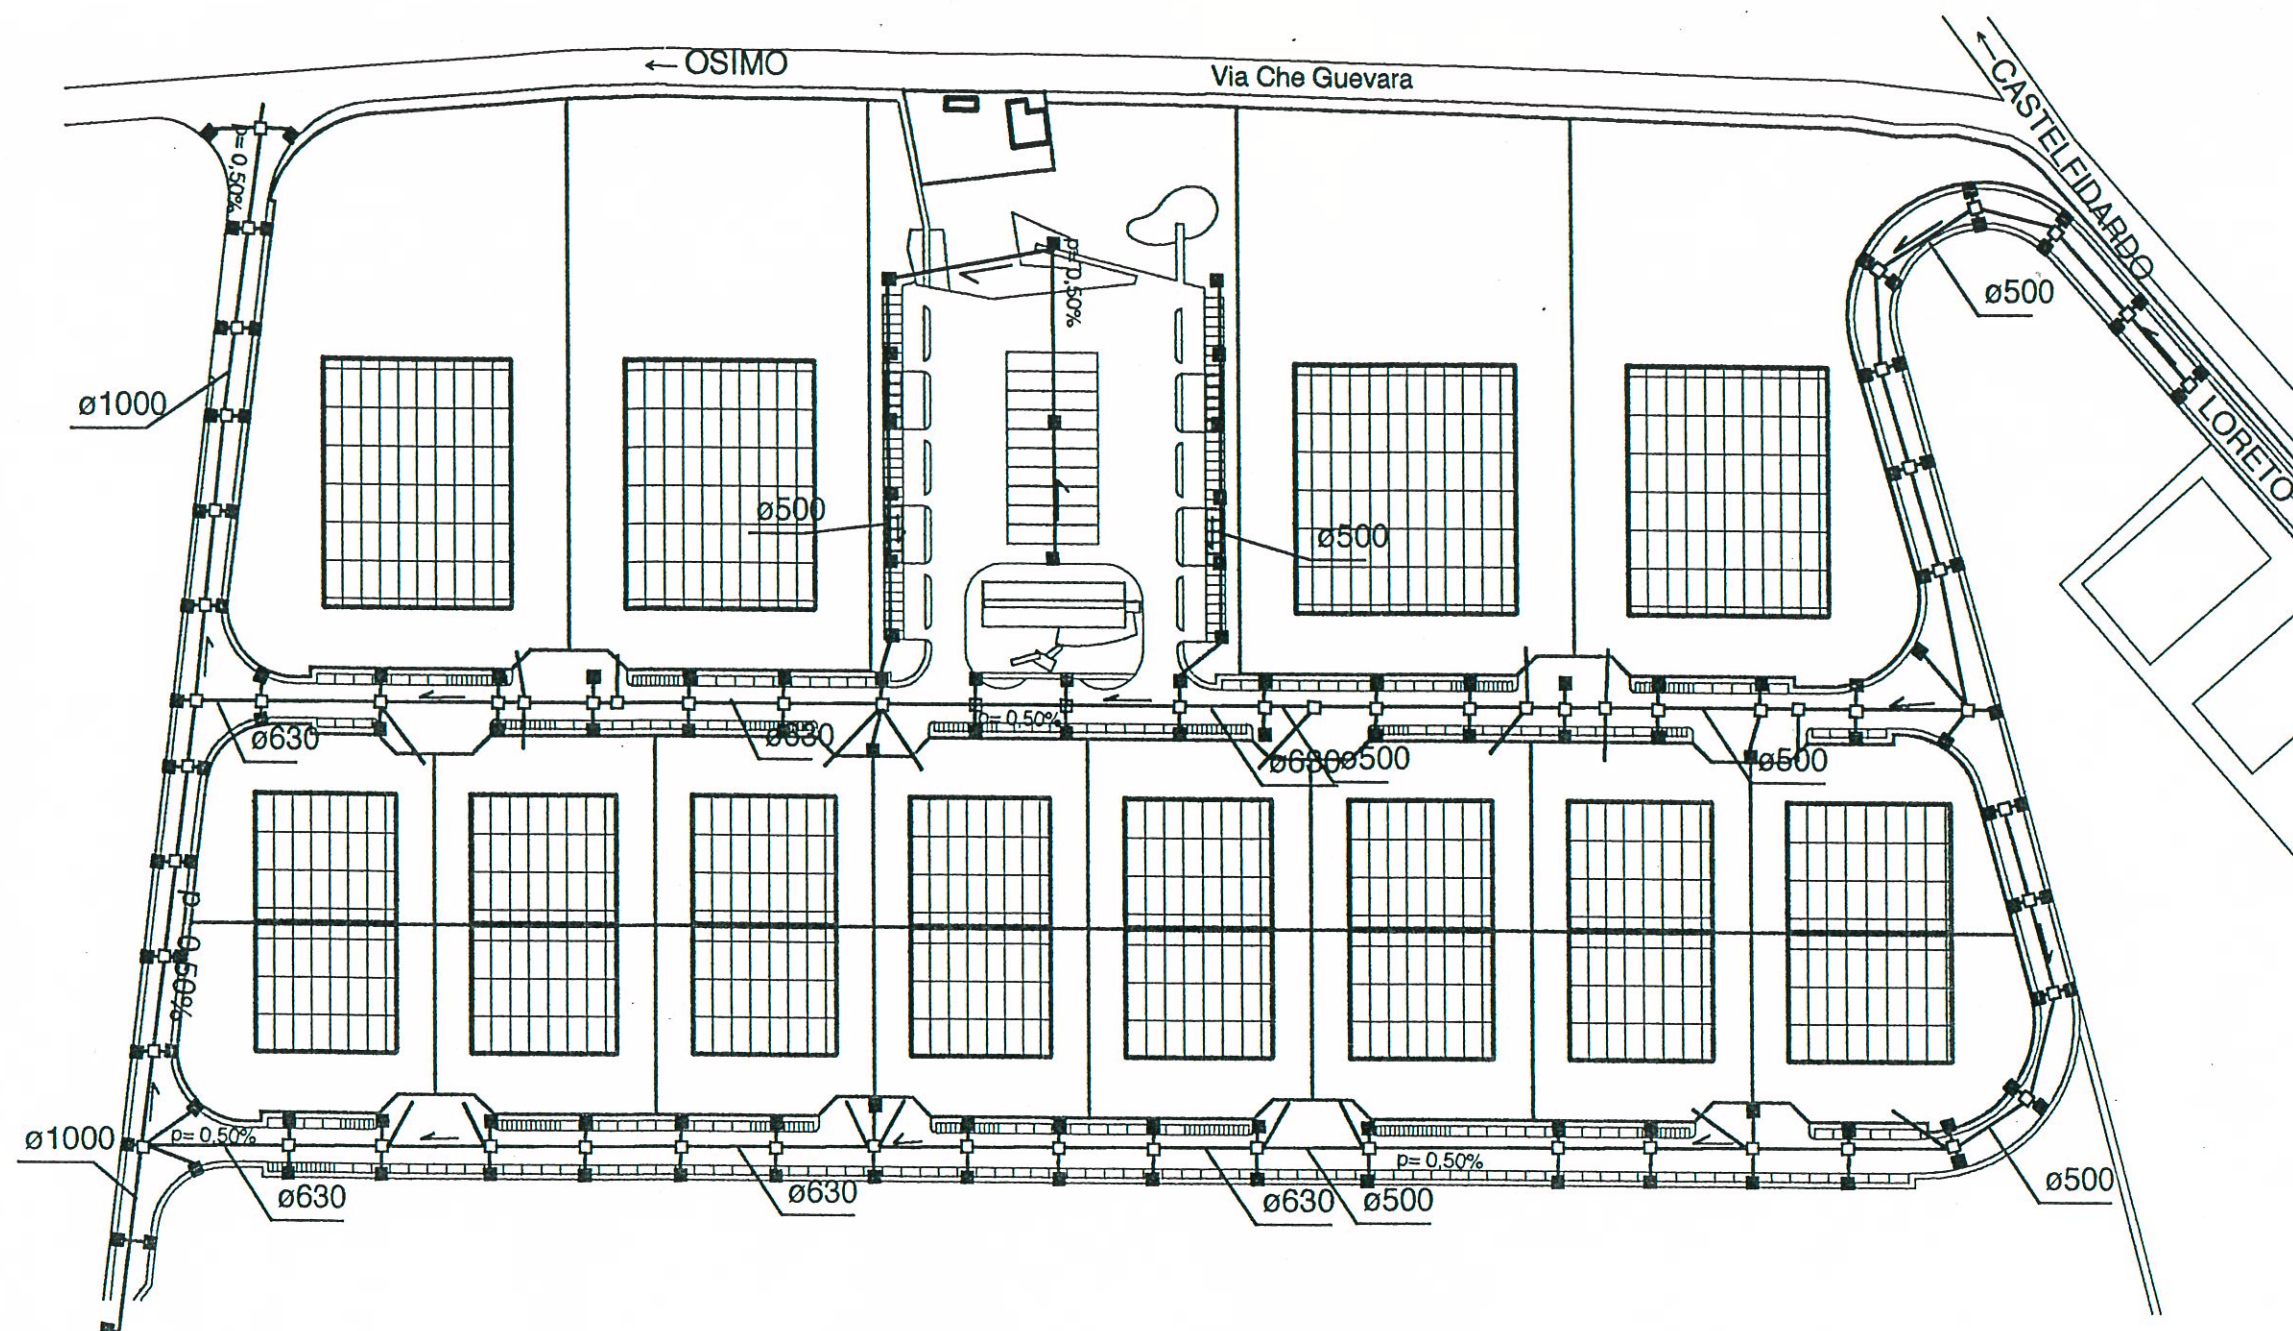 ← OSIMO
Via Che Guevara
← CASTELFIDARDO
LORETO
p= 0,50%
p= 0,50%
ø500
ø1000
ø500
ø500
ø630
ø630
p= 0,50%
ø630
ø500
ø500
p 0,50%
ø1000
p= 0,50%
ø630
ø630
ø630
ø500
p= 0,50%
ø500